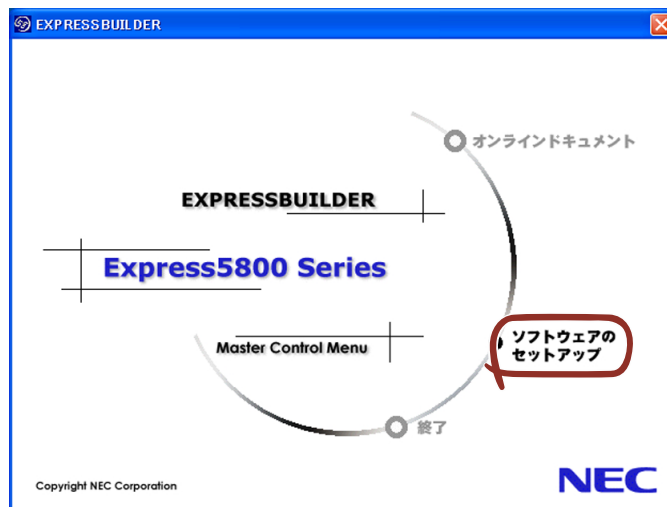 EXPRESSBUILDER
オンラインドキュメント
EXPRESSBUILDER
Express5800 Series
ソフトウェアの
セットアップ
Master Control Menu
終了
Copyright NEC Corporation
NEC